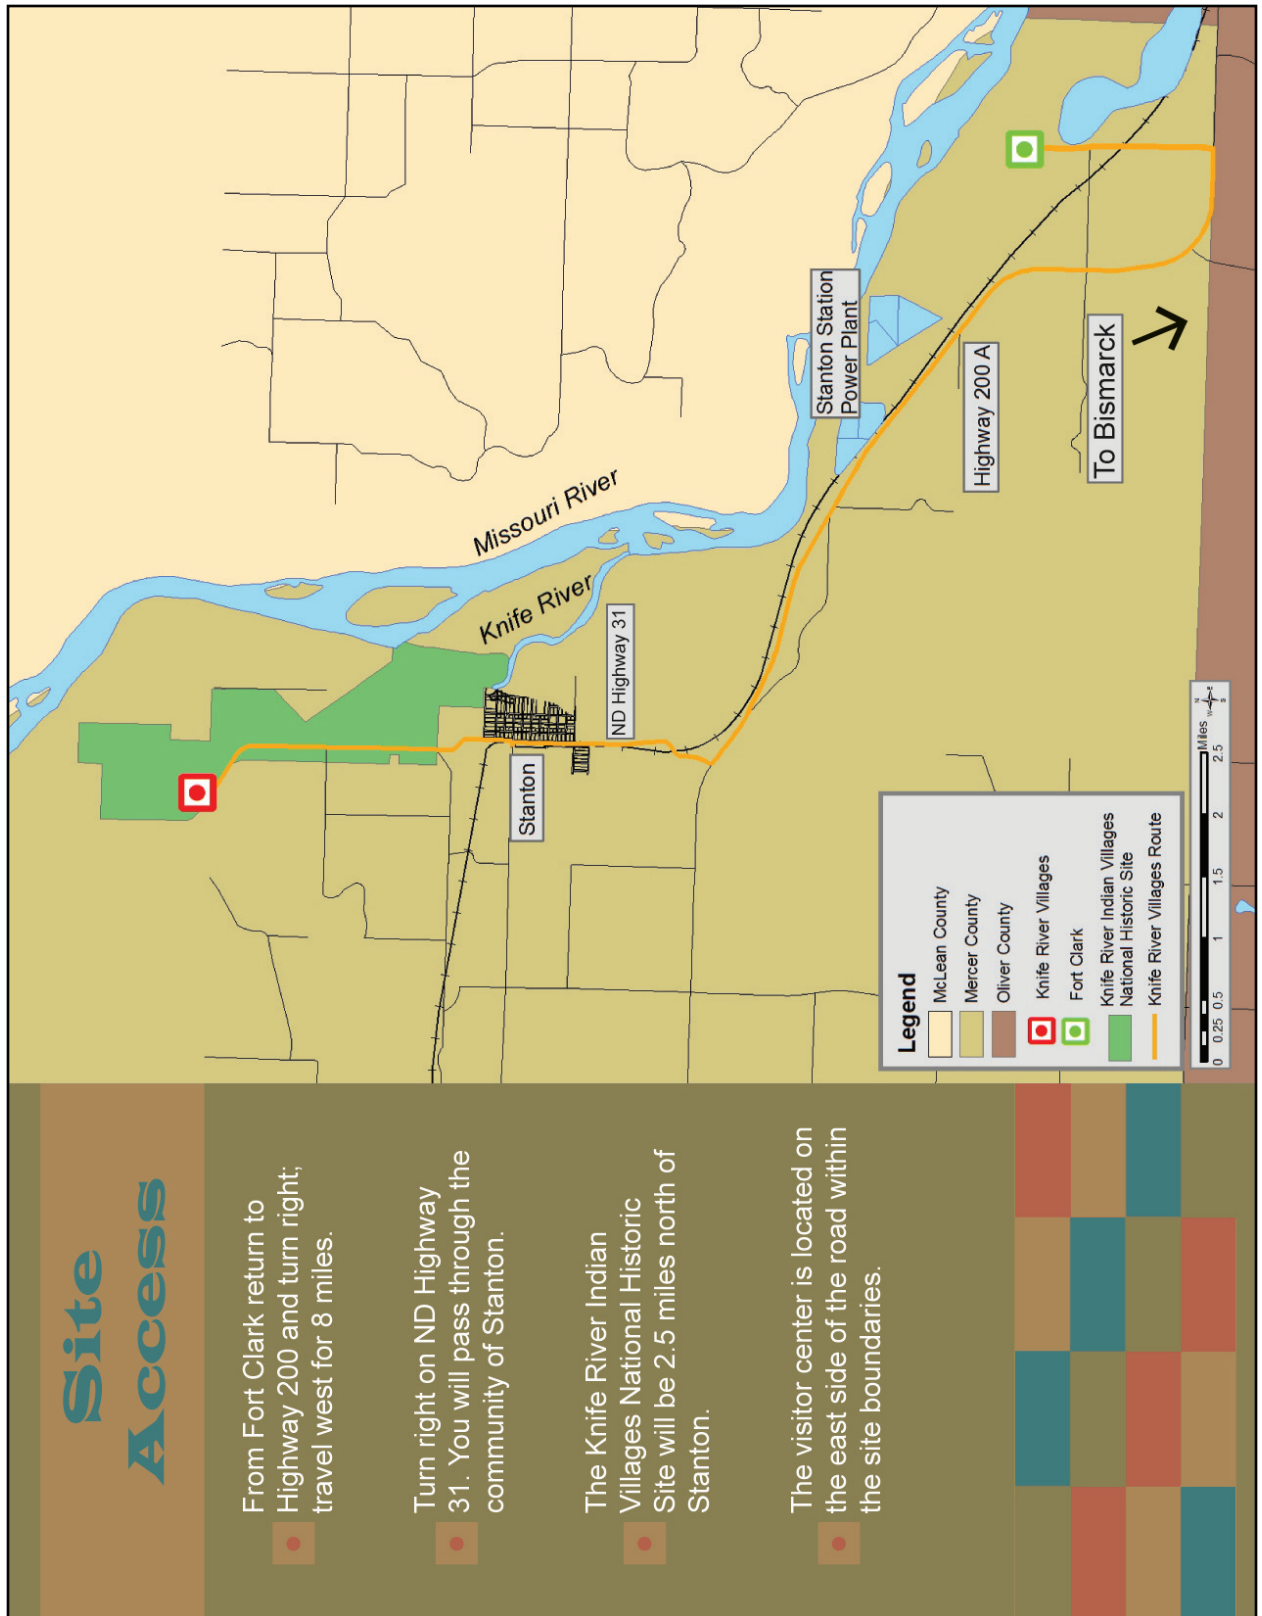 Site
Access
From Fort Clark return to
Highway 200 and turn right;
travel west for 8 miles.
Turn right on ND Highway
31. You will pass through the
community of Stanton.
The Knife River Indian
Villages National Historic
Site will be 2.5 miles north of
Stanton.
The visitor center is located on
the east side of the road within
the site boundaries.
Missouri River
Knife River
ND Highway 31
Stanton
Stanton Station
Power Plant
Highway 200 A
To Bismarck
Legend
McLean County
Mercer County
Oliver County
Knife River Villages
Fort Clark
Knife River Indian Villages
National Historic Site
Knife River Villages Route
Miles
0 0.25 0.5 1 1.5 2 2.5
N
W E
S